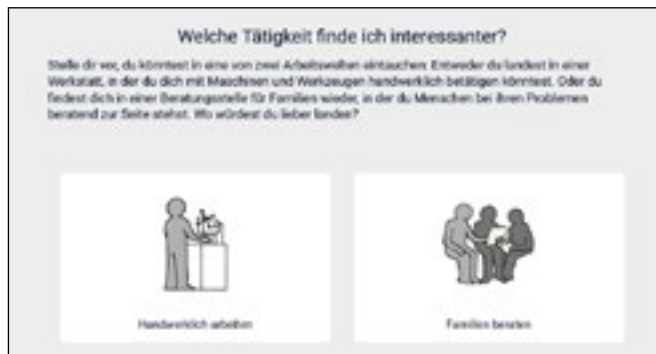 Welche Tätigkeit finde ich interessanter?
Stelle dir vor, du könntest in eine von zwei Arbeitswelten eintauchen: Entweder du landest in einer
Werkstatt, in der du dich mit Maschinen und Werkzeugen handwerklich betätigen könntest. Oder du
findest dich in einer Beratungsstelle für Familien wieder, in der du Menschen bei ihren Problemen
beratend zur Seite stehst. Wo würdest du lieber landen?
Handwerklich arbeiten
Familien beraten